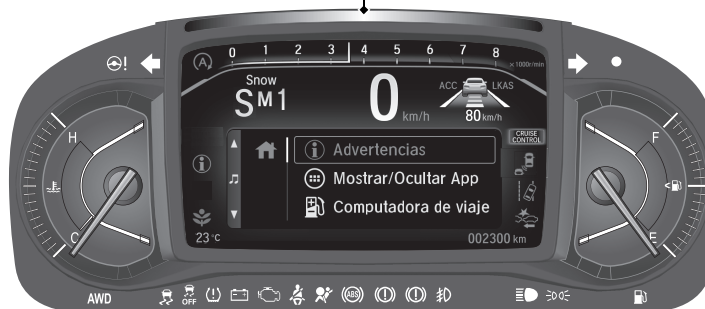 A
0 1 2 3 4 5 6 7 8 ×1000r/min
Snow
SM1
0 km/h
ACC LKAS
80 km/h
CRUISE CONTROL
H
C
F
E
Advertencias
Mostrar/Ocultar App
Computadora de viaje
23 °C
002300 km
AWD
OFF
ABS